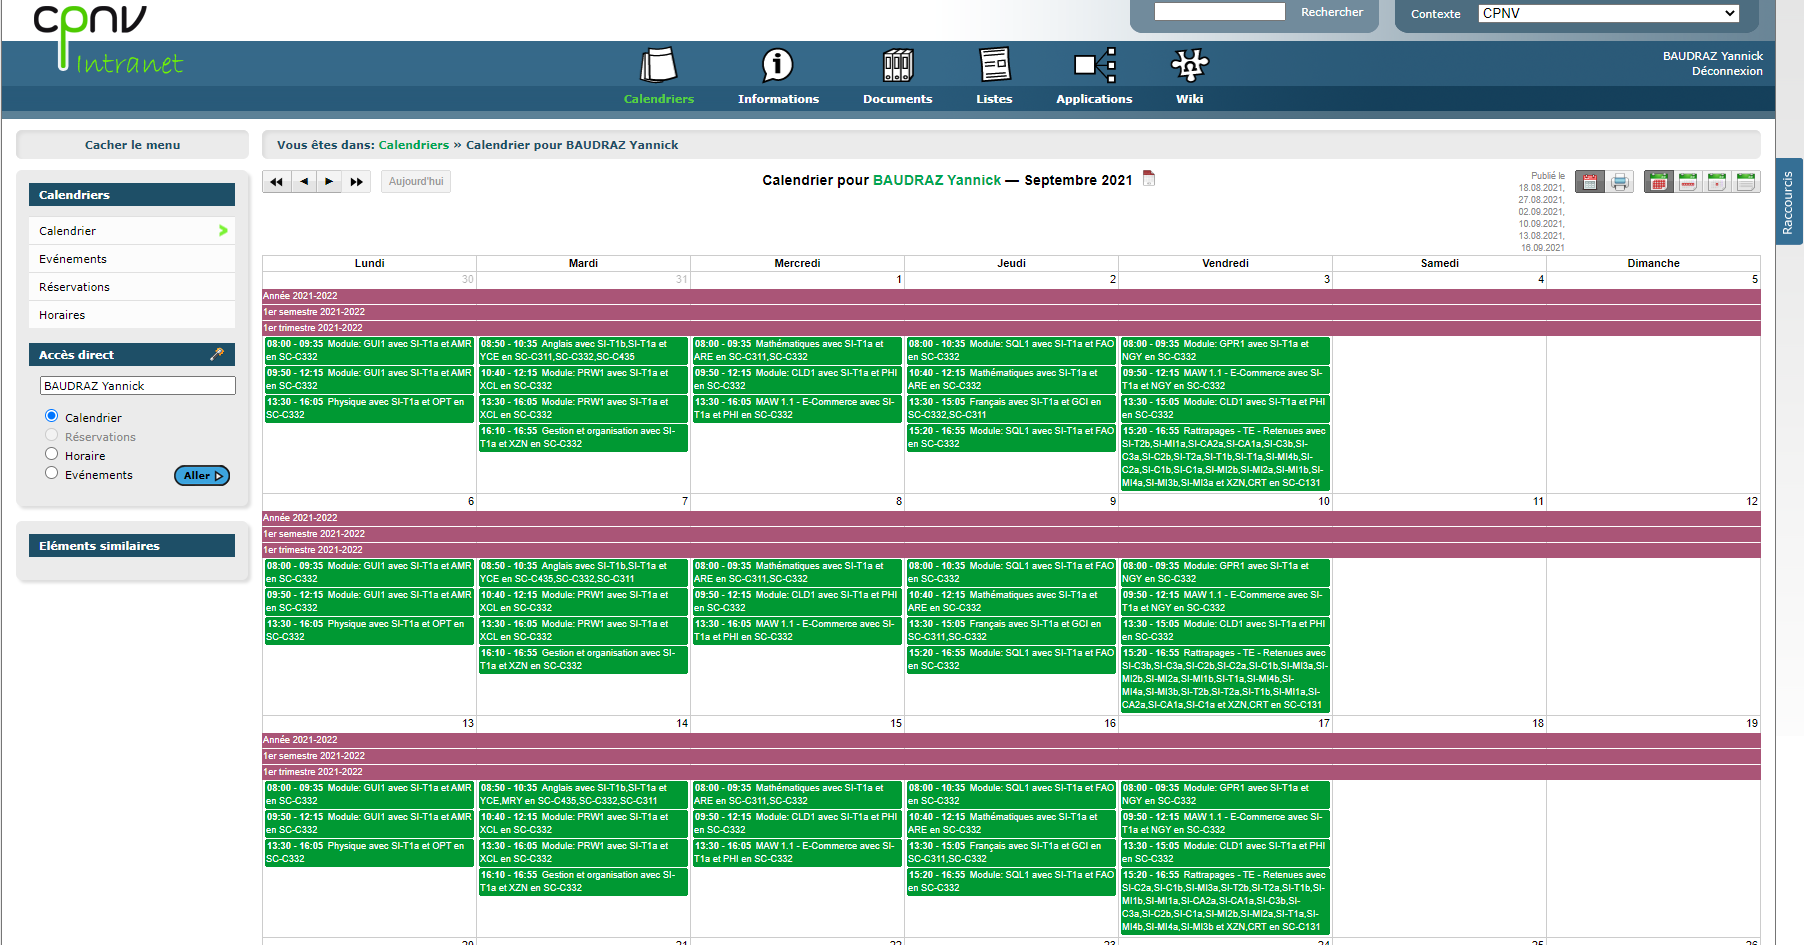 cpnv
Intranet
Rechercher
Contexte
CPNV
BAUDRAZ Yannick
Déconnexion
Calendriers
Informations
Documents
Listes
Applications
Wiki
Raccourcis
Cacher le menu
Calendriers
Calendrier
Evénements
Réservations
Horaires
Accès direct
BAUDRAZ Yannick
Calendrier
Réservations
Horaire
Evénements
Aller
Eléments similaires
Vous êtes dans: Calendriers » Calendrier pour BAUDRAZ Yannick
Aujourd'hui
Calendrier pour BAUDRAZ Yannick — Septembre 2021
Publié le
18.08.2021,
27.08.2021,
02.09.2021,
10.09.2021,
13.08.2021,
16.09.2021
Lundi Mardi Mercredi Jeudi Vendredi Samedi Dimanche
30 31 1 2 3 4 5
Année 2021-2022
1er semestre 2021-2022
1er trimestre 2021-2022
08:00 - 09:35 Module: GUI1 avec SI-T1a et AMR
en SC-C332
09:50 - 12:15 Module: GUI1 avec SI-T1a et AMR
en SC-C332
13:30 - 16:05 Physique avec SI-T1a et OPT en
SC-C332
08:50 - 10:35 Anglais avec SI-T1b,SI-T1a et
YCE en SC-C311,SC-C332,SC-C435
10:40 - 12:15 Module: PRW1 avec SI-T1a et
XCL en SC-C332
13:30 - 16:05 Module: PRW1 avec SI-T1a et
XCL en SC-C332
16:10 - 16:55 Gestion et organisation avec SI-
T1a et XZN en SC-C332
08:00 - 09:35 Mathématiques avec SI-T1a et
ARE en SC-C311,SC-C332
09:50 - 12:15 Module: CLD1 avec SI-T1a et PHI
en SC-C332
13:30 - 16:05 MAW 1.1 - E-Commerce avec SI-
T1a et PHI en SC-C332
08:00 - 10:35 Module: SQL1 avec SI-T1a et FAO
en SC-C332
10:40 - 12:15 Mathématiques avec SI-T1a et
ARE en SC-C332
13:30 - 15:05 Français avec SI-T1a et GCI en
SC-C332,SC-C311
15:20 - 16:55 Module: SQL1 avec SI-T1a et FAO
en SC-C332
08:00 - 09:35 Module: GPR1 avec SI-T1a et
NGY en SC-C332
09:50 - 12:15 MAW 1.1 - E-Commerce avec SI-
T1a et NGY en SC-C332
13:30 - 15:05 Module: CLD1 avec SI-T1a et PHI
en SC-C332
15:20 - 16:55 Rattrapages - TE - Retenues avec
SI-T2b,SI-MI1a,SI-CA2a,SI-CA1a,SI-C3b,SI-
C3a,SI-C2b,SI-T2a,SI-T1b,SI-T1a,SI-MI4b,SI-
C2a,SI-C1b,SI-C1a,SI-MI2b,SI-MI2a,SI-MI1b,SI-
MI4a,SI-MI3b,SI-MI3a et XZN,CRT en SC-C131
6 7 8 9 10 11 12
Année 2021-2022
1er semestre 2021-2022
1er trimestre 2021-2022
08:00 - 09:35 Module: GUI1 avec SI-T1a et AMR
en SC-C332
09:50 - 12:15 Module: GUI1 avec SI-T1a et AMR
en SC-C332
13:30 - 16:05 Physique avec SI-T1a et OPT en
SC-C332
08:50 - 10:35 Anglais avec SI-T1b,SI-T1a et
YCE en SC-C435,SC-C332,SC-C311
10:40 - 12:15 Module: PRW1 avec SI-T1a et
XCL en SC-C332
13:30 - 16:05 Module: PRW1 avec SI-T1a et
XCL en SC-C332
16:10 - 16:55 Gestion et organisation avec SI-
T1a et XZN en SC-C332
08:00 - 09:35 Mathématiques avec SI-T1a et
ARE en SC-C311,SC-C332
09:50 - 12:15 Module: CLD1 avec SI-T1a et PHI
en SC-C332
13:30 - 16:05 MAW 1.1 - E-Commerce avec SI-
T1a et PHI en SC-C332
08:00 - 10:35 Module: SQL1 avec SI-T1a et FAO
en SC-C332
10:40 - 12:15 Mathématiques avec SI-T1a et
ARE en SC-C332
13:30 - 15:05 Français avec SI-T1a et GCI en
SC-C311,SC-C332
15:20 - 16:55 Module: SQL1 avec SI-T1a et FAO
en SC-C332
08:00 - 09:35 Module: GPR1 avec SI-T1a et
NGY en SC-C332
09:50 - 12:15 MAW 1.1 - E-Commerce avec SI-
T1a et NGY en SC-C332
13:30 - 15:05 Module: CLD1 avec SI-T1a et PHI
en SC-C332
15:20 - 16:55 Rattrapages - TE - Retenues avec
SI-C3b,SI-C3a,SI-C2b,SI-C2a,SI-C1b,SI-MI3a,SI-
MI2b,SI-MI2a,SI-MI1b,SI-T1a,SI-MI4b,SI-
MI4a,SI-MI3b,SI-T2b,SI-T2a,SI-T1b,SI-MI1a,SI-
CA2a,SI-CA1a,SI-C1a et XZN,CRT en SC-C131
13 14 15 16 17 18 19
Année 2021-2022
1er semestre 2021-2022
1er trimestre 2021-2022
08:00 - 09:35 Module: GUI1 avec SI-T1a et AMR
en SC-C332
09:50 - 12:15 Module: GUI1 avec SI-T1a et AMR
en SC-C332
13:30 - 16:05 Physique avec SI-T1a et OPT en
SC-C332
08:50 - 10:35 Anglais avec SI-T1b,SI-T1a et
YCE,MRY en SC-C435,SC-C332,SC-C311
10:40 - 12:15 Module: PRW1 avec SI-T1a et
XCL en SC-C332
13:30 - 16:05 Module: PRW1 avec SI-T1a et
XCL en SC-C332
16:10 - 16:55 Gestion et organisation avec SI-
T1a et XZN en SC-C332
08:00 - 09:35 Mathématiques avec SI-T1a et
ARE en SC-C311,SC-C332
09:50 - 12:15 Module: CLD1 avec SI-T1a et PHI
en SC-C332
13:30 - 16:05 MAW 1.1 - E-Commerce avec SI-
T1a et PHI en SC-C332
08:00 - 10:35 Module: SQL1 avec SI-T1a et FAO
en SC-C332
10:40 - 12:15 Mathématiques avec SI-T1a et
ARE en SC-C332
13:30 - 15:05 Français avec SI-T1a et GCI en
SC-C311,SC-C332
15:20 - 16:55 Module: SQL1 avec SI-T1a et FAO
en SC-C332
08:00 - 09:35 Module: GPR1 avec SI-T1a et
NGY en SC-C332
09:50 - 12:15 MAW 1.1 - E-Commerce avec SI-
T1a et NGY en SC-C332
13:30 - 15:05 Module: CLD1 avec SI-T1a et PHI
en SC-C332
15:20 - 16:55 Rattrapages - TE - Retenues avec
SI-C2a,SI-C1b,SI-MI3a,SI-T2b,SI-T2a,SI-T1b,SI-
MI1b,SI-MI1a,SI-CA2a,SI-CA1a,SI-C3b,SI-
C3a,SI-C2b,SI-C1a,SI-MI2b,SI-MI2a,SI-T1a,SI-
MI4b,SI-MI4a,SI-MI3b et XZN,CRT en SC-C131